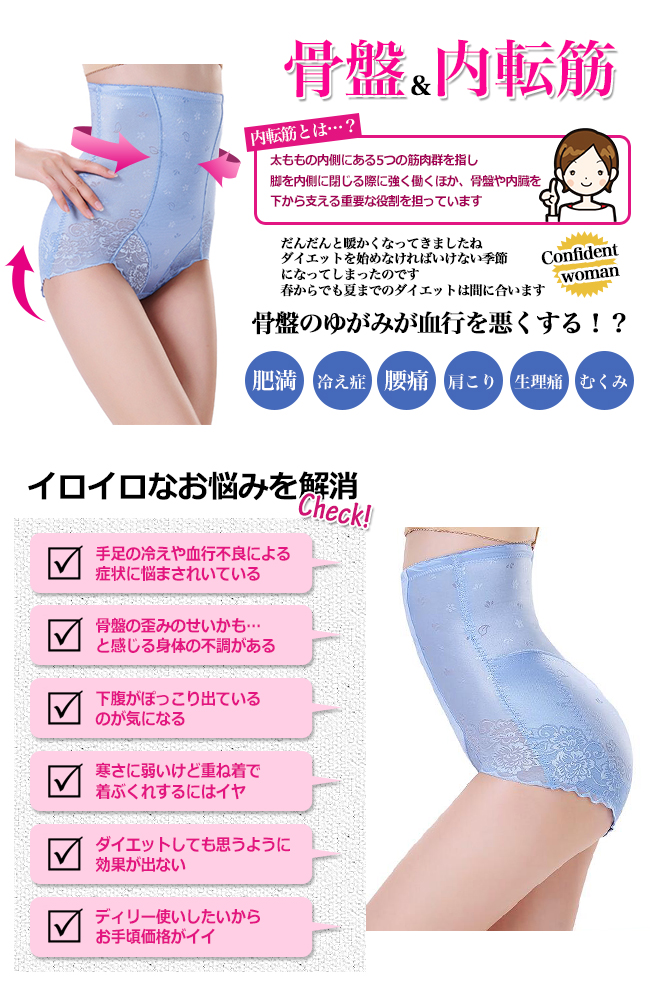 骨盤&内転筋
内転筋とは…？
太ももの内側にある5つの筋肉群を指し
脚を内側に閉じる際に強く働くほか、骨盤や内臓を
下から支える重要な役割を担っています
だんだんと暖かくなってきましたね
ダイエットを始めなければいけない季節
になってしまったのです
春からでも夏までのダイエットは間に合います
Confident
woman
骨盤のゆがみが血行を悪くする！？
肥満 冷え症 腰痛 肩こり 生理痛 むくみ
イロイロなお悩みを解消
Check!
手足の冷えや血行不良による
症状に悩まされいている
骨盤の歪みのせいかも…
と感じる身体の不調がある
下腹がぽっこり出ている
のが気になる
寒さに弱いけど重ね着で
着ぶくれするにはイヤ
ダイエットしても思うように
効果が出ない
ディリー使いしたいから
お手頃価格がイイ